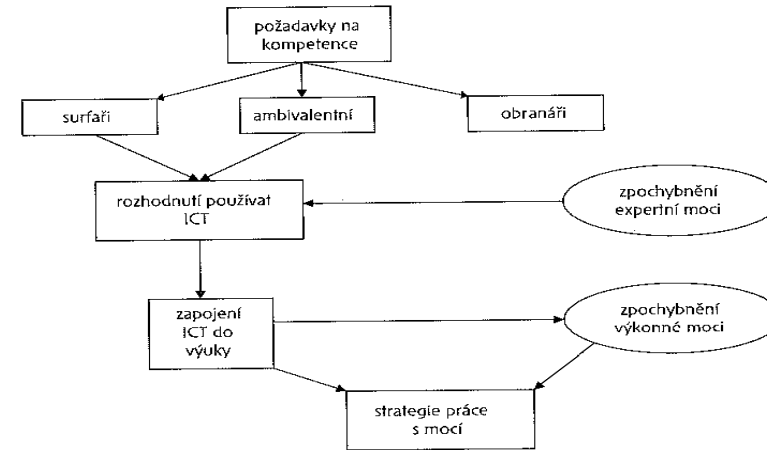 požadavky na
kompetence
surfaři
ambivalentní
obranáři
rozhodnutí používat
ICT
zpochybnění
expertní moci
zapojení
ICT do
výuky
zpochybnění
výkonné moci
strategie práce
s mocí